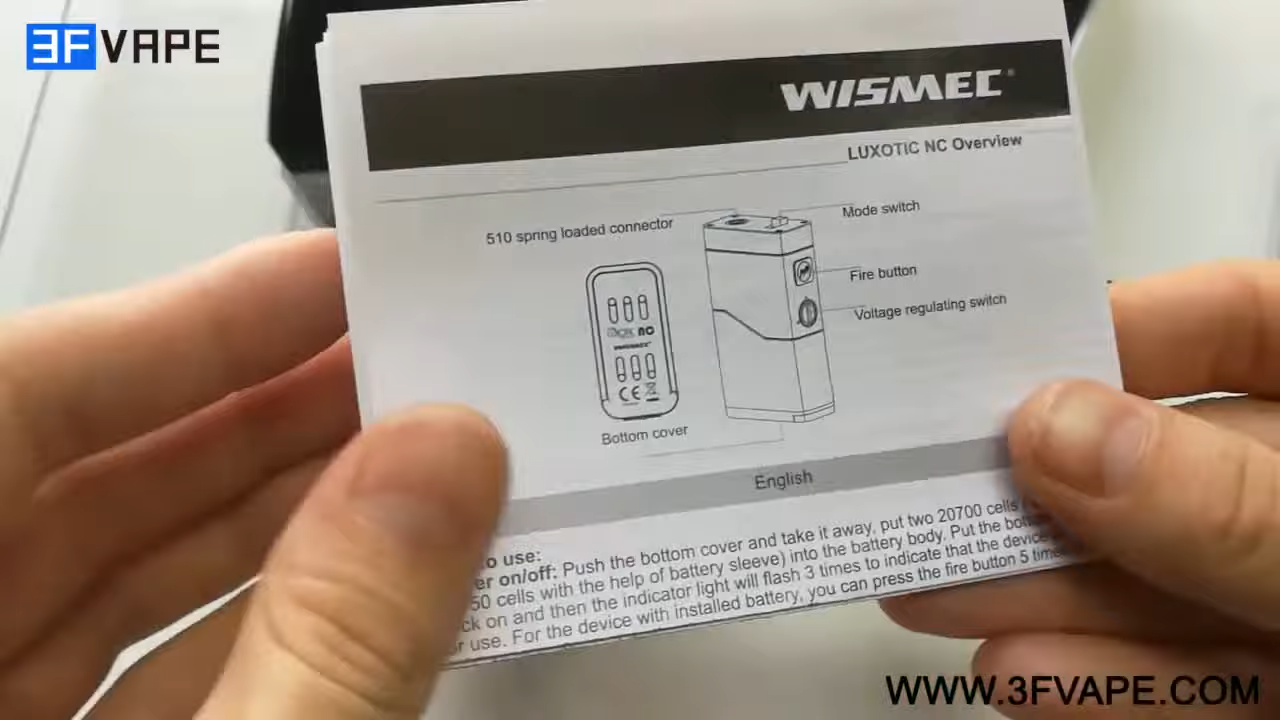 3FVAPE
WISMEC®
LUXOTIC NC Overview
Mode switch
510 spring loaded connector
Fire button
Voltage regulating switch
NC
WISMEC
CE
Bottom cover
English
o use:
er on/off: Push the bottom cover and take it away, put two 20700 cells
50 cells with the help of battery sleeve) into the battery body. Put the
ck on and then the indicator light will flash 3 times to indicate that the device
r use. For the device with installed battery, you can press the fire button 5
WWW.3FVAPE.COM